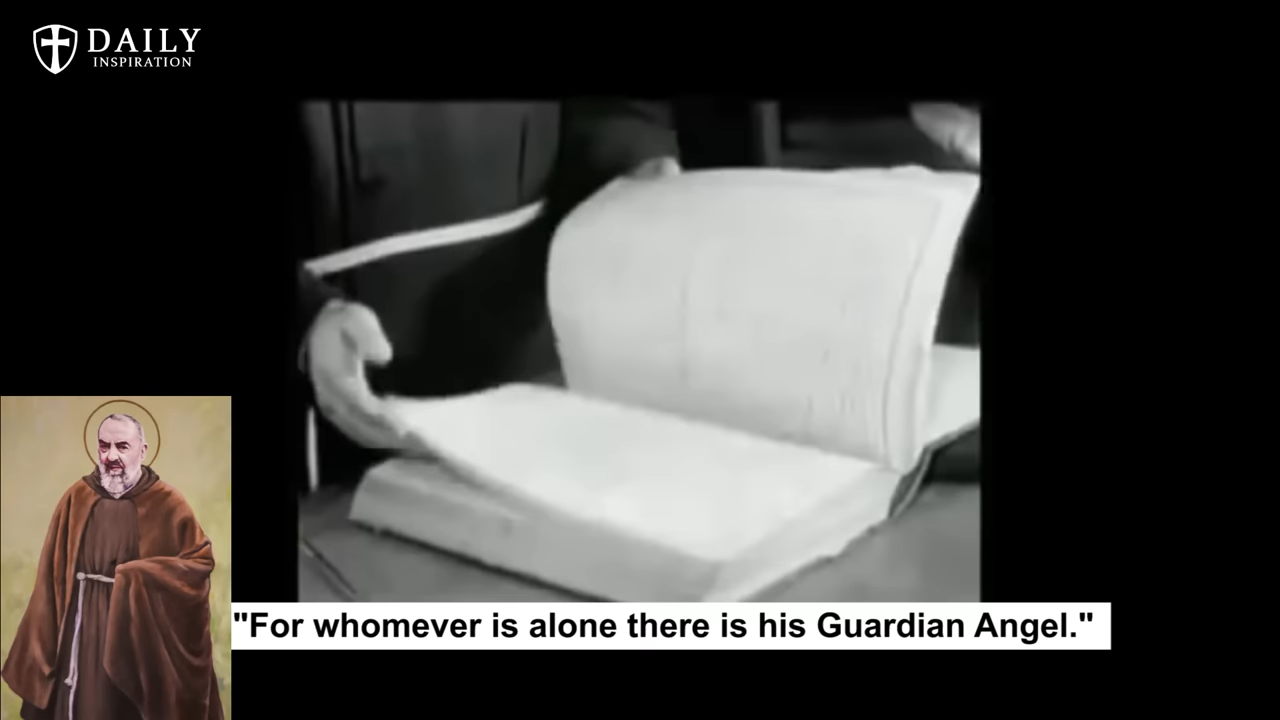 DAILY
INSPIRATION
"For whomever is alone there is his Guardian Angel."